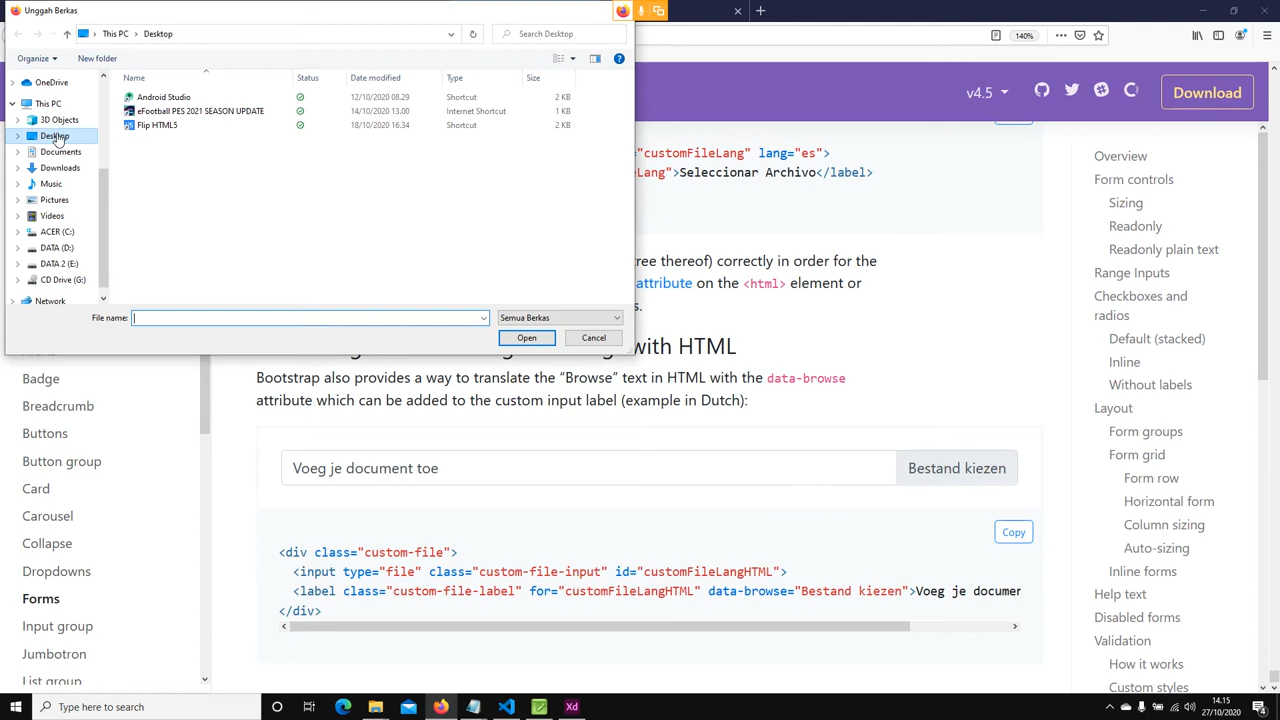 Unggah Berkas
This PC
Desktop
Search Desktop
140%
Organize
New folder
Name
Status
Date modified
Type
Size
OneDrive
This PC
3D Objects
Desktop
Documents
Downloads
Music
Pictures
Videos
ACER (C:)
DATA (D:)
DATA 2 (E:)
CD Drive (G:)
Network
Android Studio 12/10/2020 08.29 Shortcut 2 KB
eFootball PES 2021 SEASON UPDATE 14/10/2020 13.00 Internet Shortcut 1 KB
Flip HTML5 18/10/2020 16.34 Shortcut 2 KB
File name:
Semua Berkas
Open
Cancel
v4.5
Download
"customFileLang" lang="es">
Lang">Seleccionar Archivo</label>
tree thereof) correctly in order for the
attribute on the <html> element or
with HTML
Bootstrap also provides a way to translate the “Browse” text in HTML with the data-browse
attribute which can be added to the custom input label (example in Dutch):
Voeg je document toe
Bestand kiezen
Copy
<div class="custom-file">
<input type="file" class="custom-file-input" id="customFileLangHTML">
<label class="custom-file-label" for="customFileLangHTML" data-browse="Bestand kiezen">Voeg je documen
</div>
Badge
Breadcrumb
Buttons
Button group
Card
Carousel
Collapse
Dropdowns
Forms
Input group
Jumbotron
List group
Overview
Form controls
Sizing
Readonly
Readonly plain text
Range Inputs
Checkboxes and
radios
Default (stacked)
Inline
Without labels
Layout
Form groups
Form grid
Form row
Horizontal form
Column sizing
Auto-sizing
Inline forms
Help text
Disabled forms
Validation
How it works
Custom styles
Type here to search
14.15
27/10/2020
4